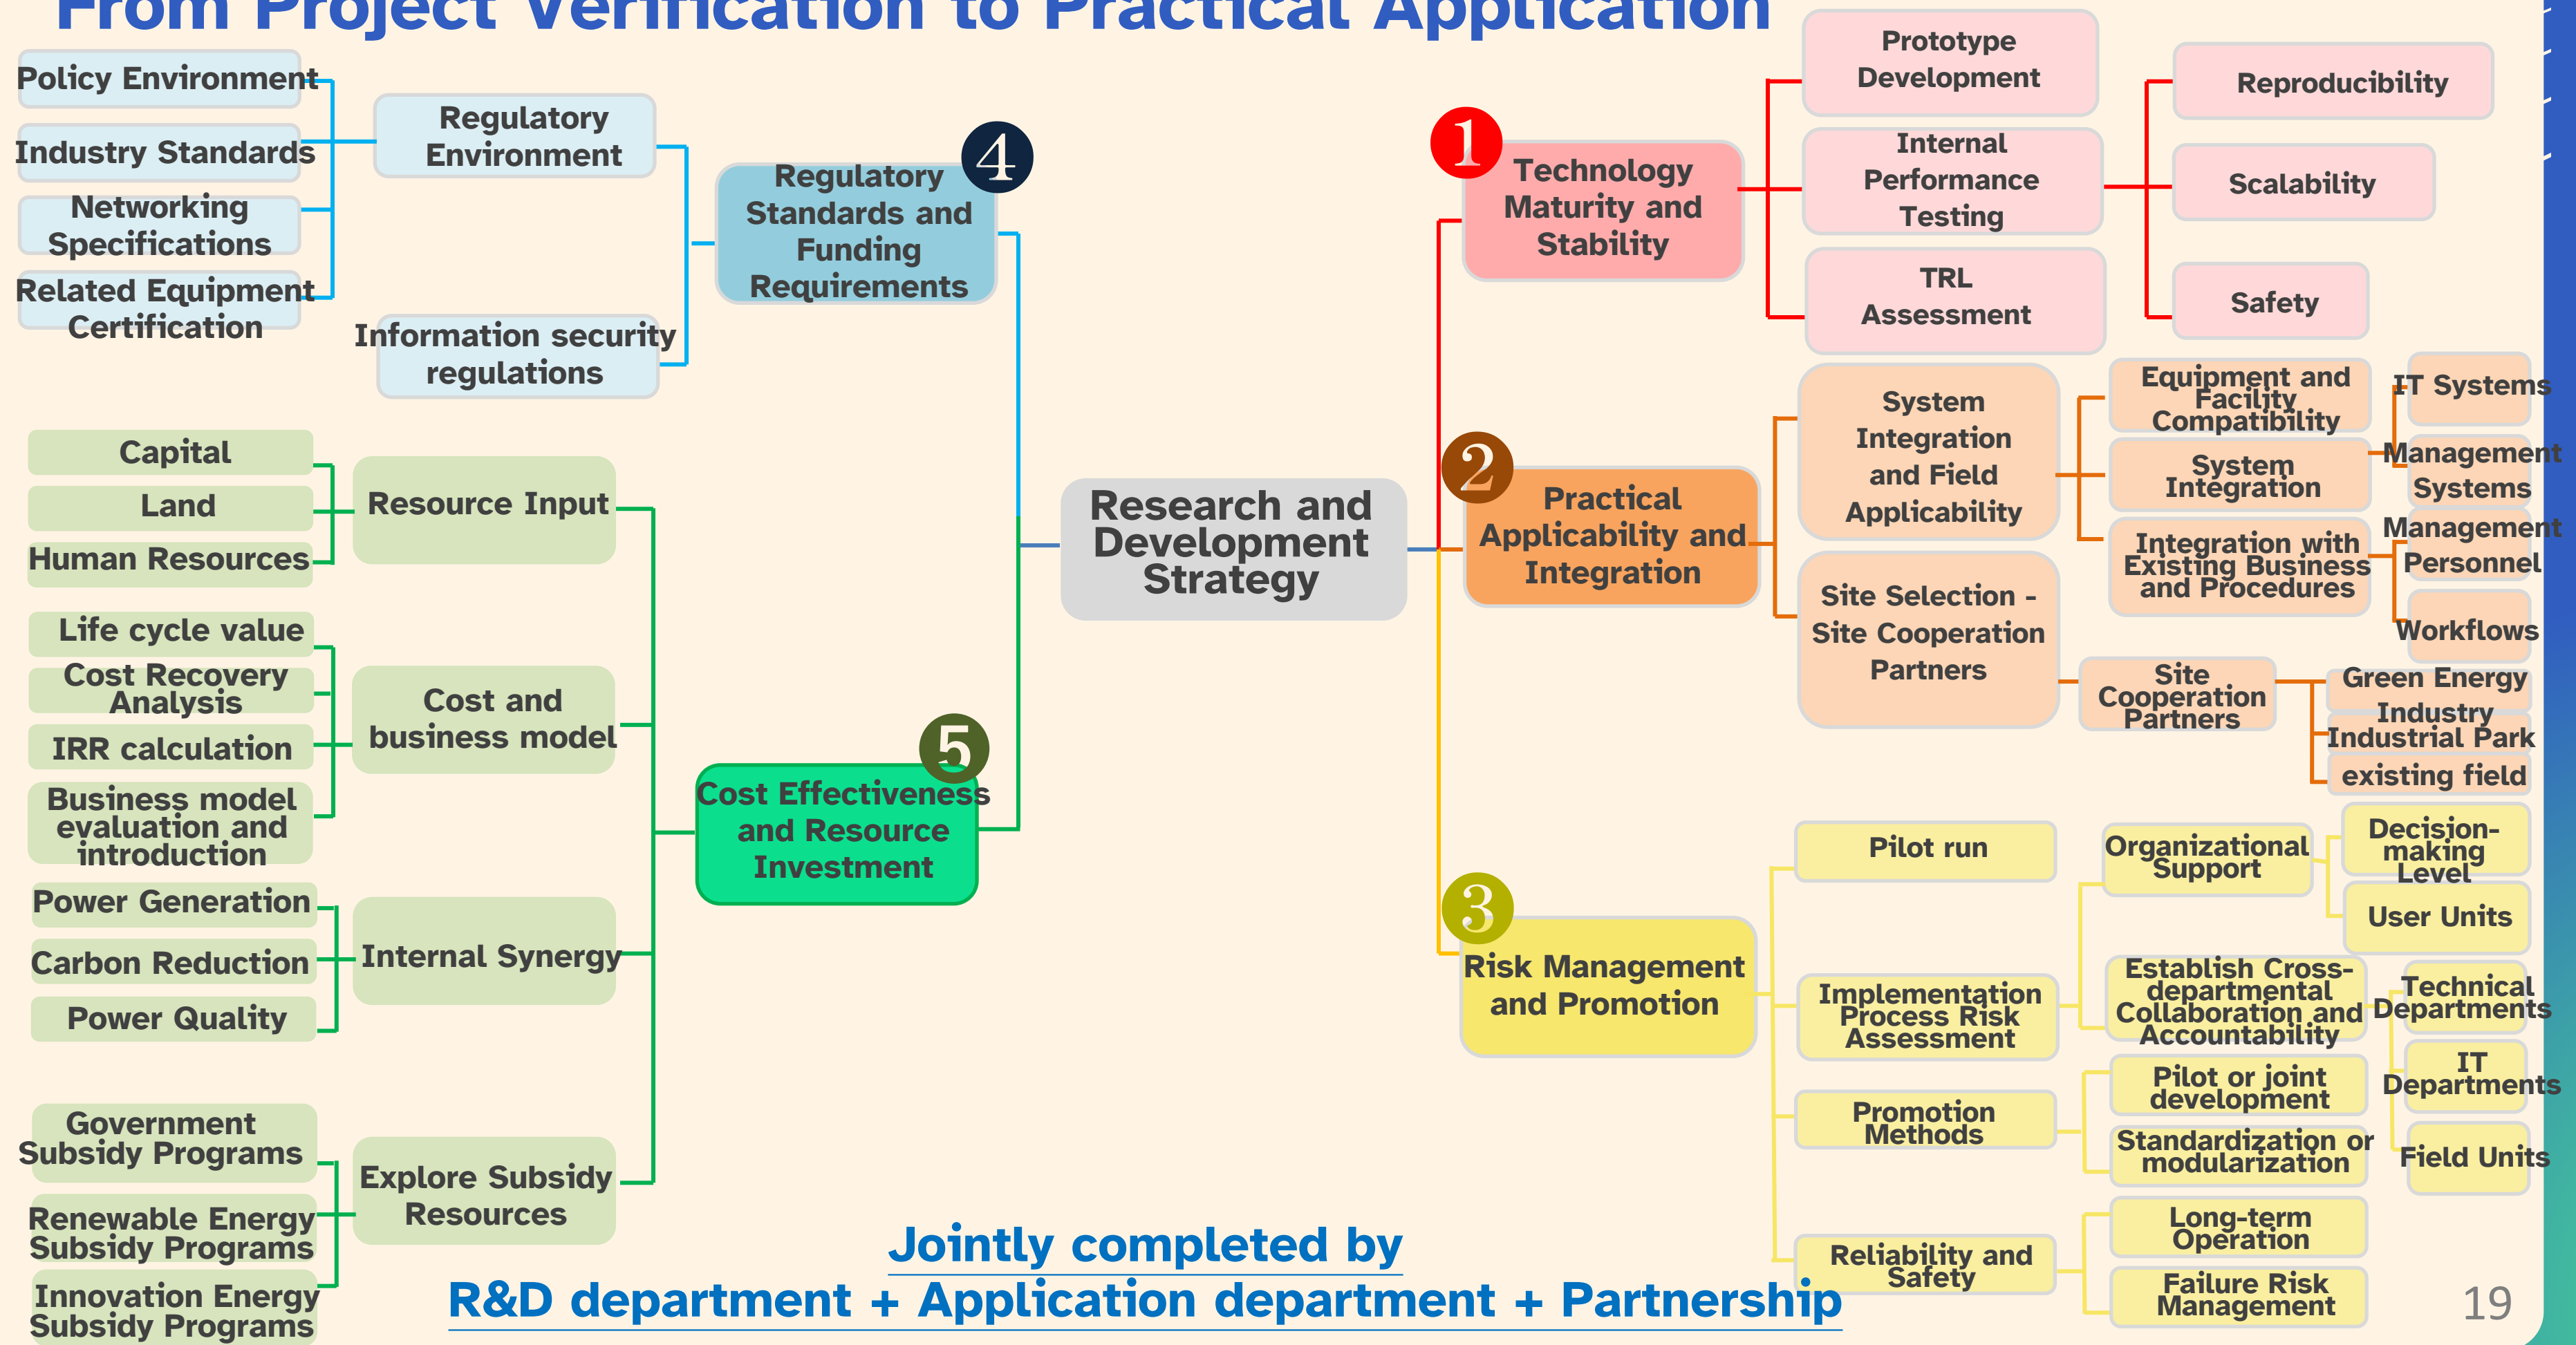 From Project Verification to Practical Application
Policy Environment
Industry Standards
Networking
Specifications
Related Equipment
Certification
Regulatory
Environment
Information security
regulations
4
Regulatory
Standards and
Funding
Requirements
Capital
Land
Human Resources
Resource Input
Life cycle value
Cost Recovery
Analysis
IRR calculation
Business model
evaluation and
introduction
Cost and
business model
Power Generation
Carbon Reduction
Power Quality
Internal Synergy
Government
Subsidy Programs
Renewable Energy
Subsidy Programs
Innovation Energy
Subsidy Programs
Explore Subsidy
Resources
5
Cost Effectiveness
and Resource
Investment
Research and
Development
Strategy
1
Technology
Maturity and
Stability
Prototype
Development
Internal
Performance
Testing
TRL
Assessment
Reproducibility
Scalability
Safety
2
Practical
Applicability and
Integration
System
Integration
and Field
Applicability
Equipment and
Facility
Compatibility
System
Integration
Integration with
Existing Business
and Procedures
IT Systems
Management
Systems
Management
Personnel
Workflows
Site Selection -
Site Cooperation
Partners
Site
Cooperation
Partners
Green Energy
Industry
Industrial Park
existing field
3
Risk Management
and Promotion
Pilot run
Implementation
Process Risk
Assessment
Organizational
Support
Decision-
making
Level
User Units
Establish Cross-
departmental
Collaboration and
Accountability
Technical
Departments
IT
Departments
Field Units
Promotion
Methods
Pilot or joint
development
Standardization or
modularization
Reliability and
Safety
Long-term
Operation
Failure Risk
Management
Jointly completed by
R&D department + Application department + Partnership
19